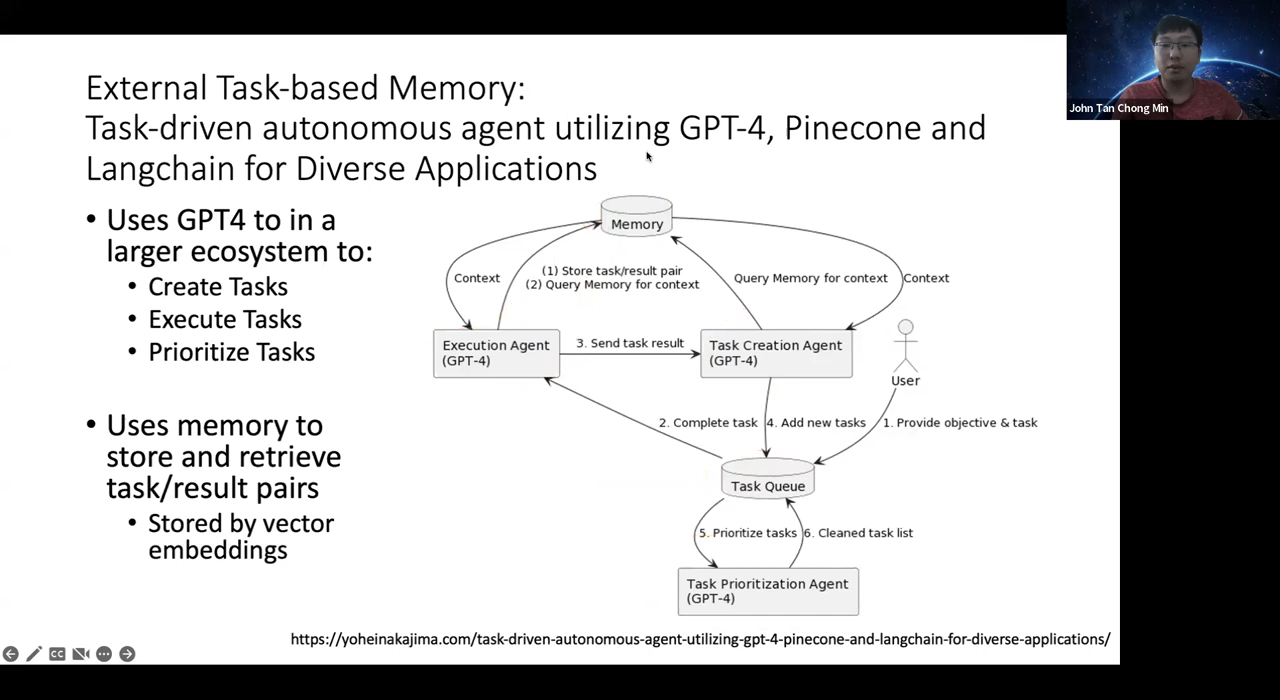 External Task-based Memory:
Task-driven autonomous agent utilizing GPT-4, Pinecone and
Langchain for Diverse Applications
John Tan Chong Min
• Uses GPT4 to in a
larger ecosystem to:
• Create Tasks
• Execute Tasks
• Prioritize Tasks
• Uses memory to
store and retrieve
task/result pairs
• Stored by vector
embeddings
Memory
Context
(1) Store task/result pair
(2) Query Memory for context
Query Memory for context
Context
Execution Agent
(GPT-4)
3. Send task result
Task Creation Agent
(GPT-4)
User
2. Complete task
4. Add new tasks
1. Provide objective & task
Task Queue
5. Prioritize tasks
6. Cleaned task list
Task Prioritization Agent
(GPT-4)
https://yoheinakajima.com/task-driven-autonomous-agent-utilizing-gpt-4-pinecone-and-langchain-for-diverse-applications/
CC